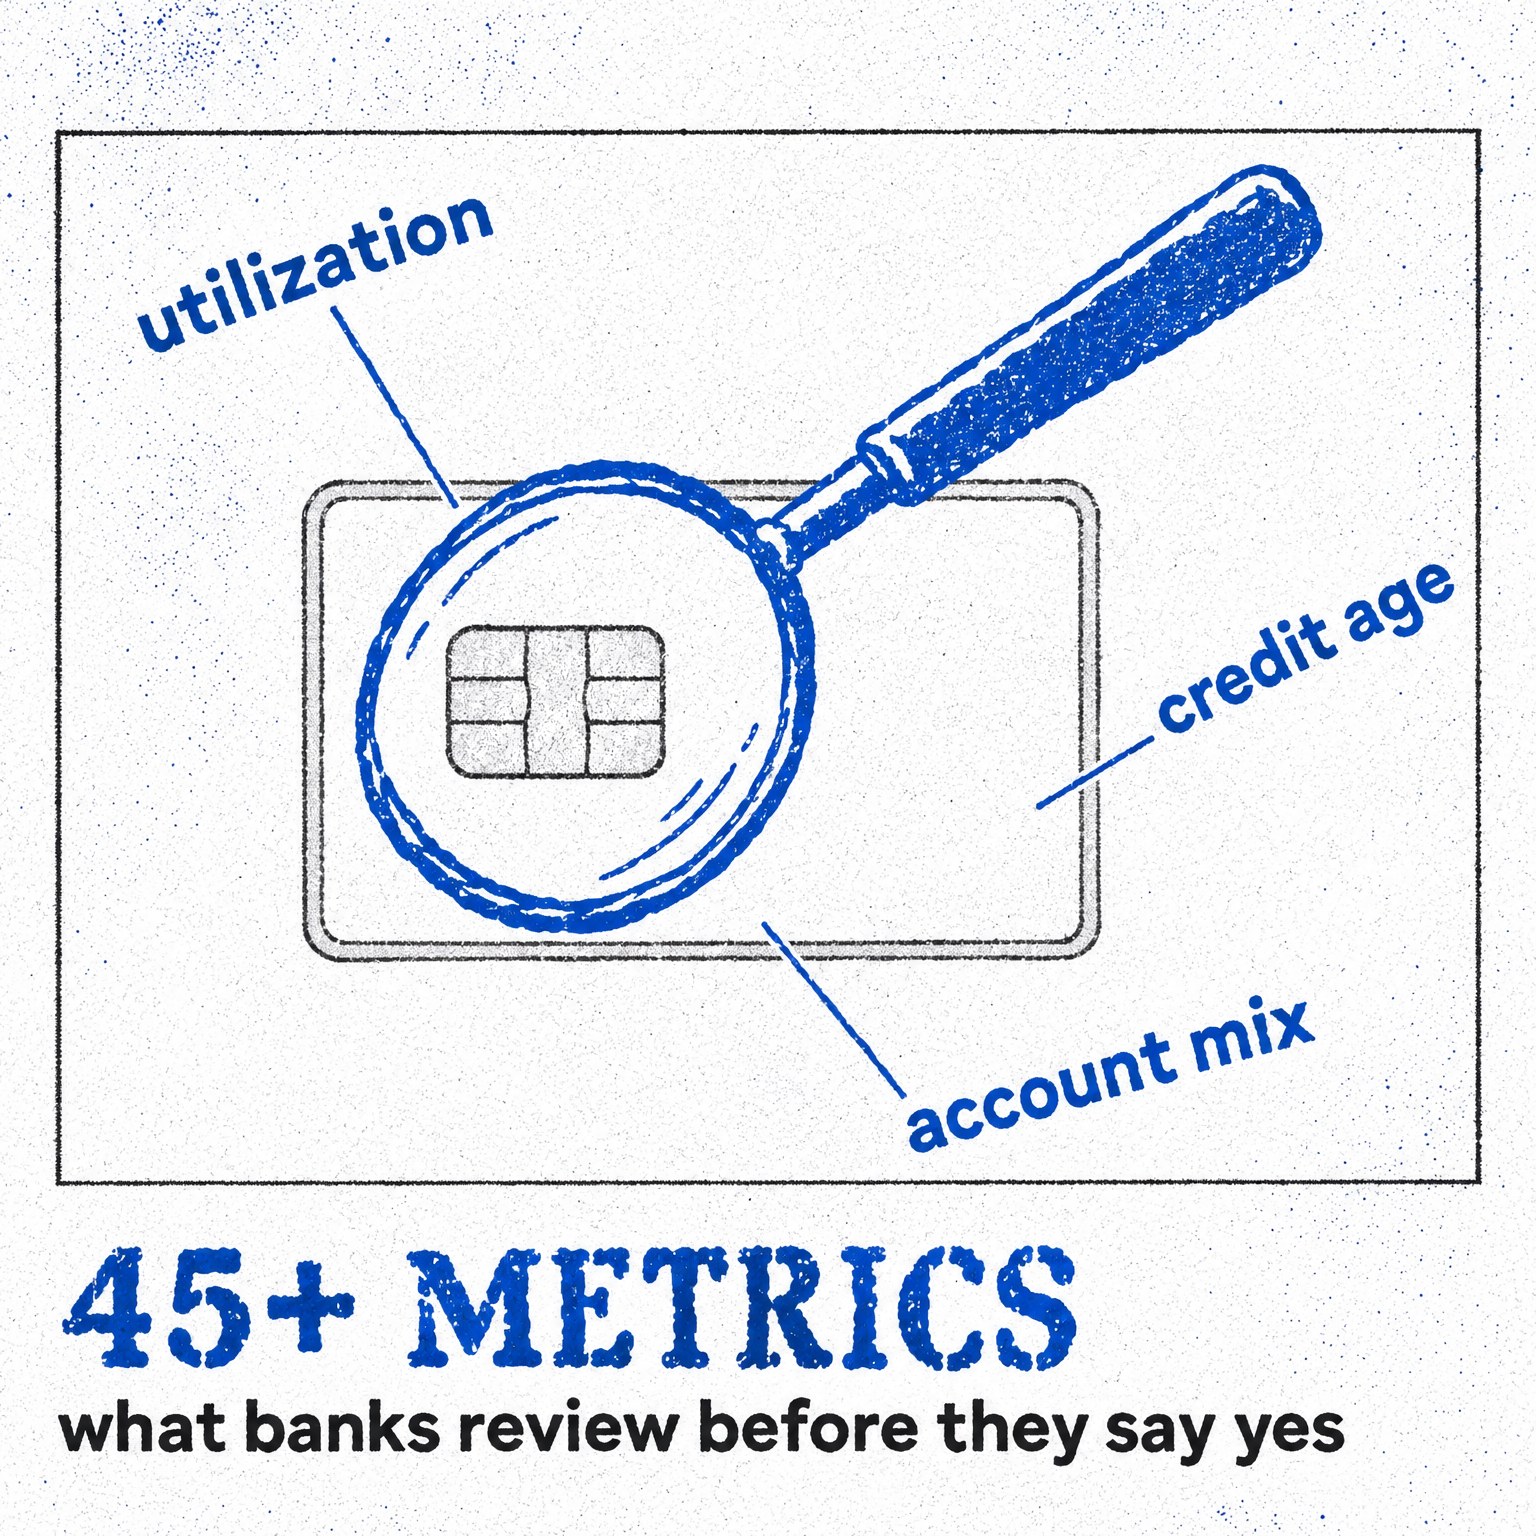 utilization
credit age
account mix
45+ METRICS
what banks review before they say yes